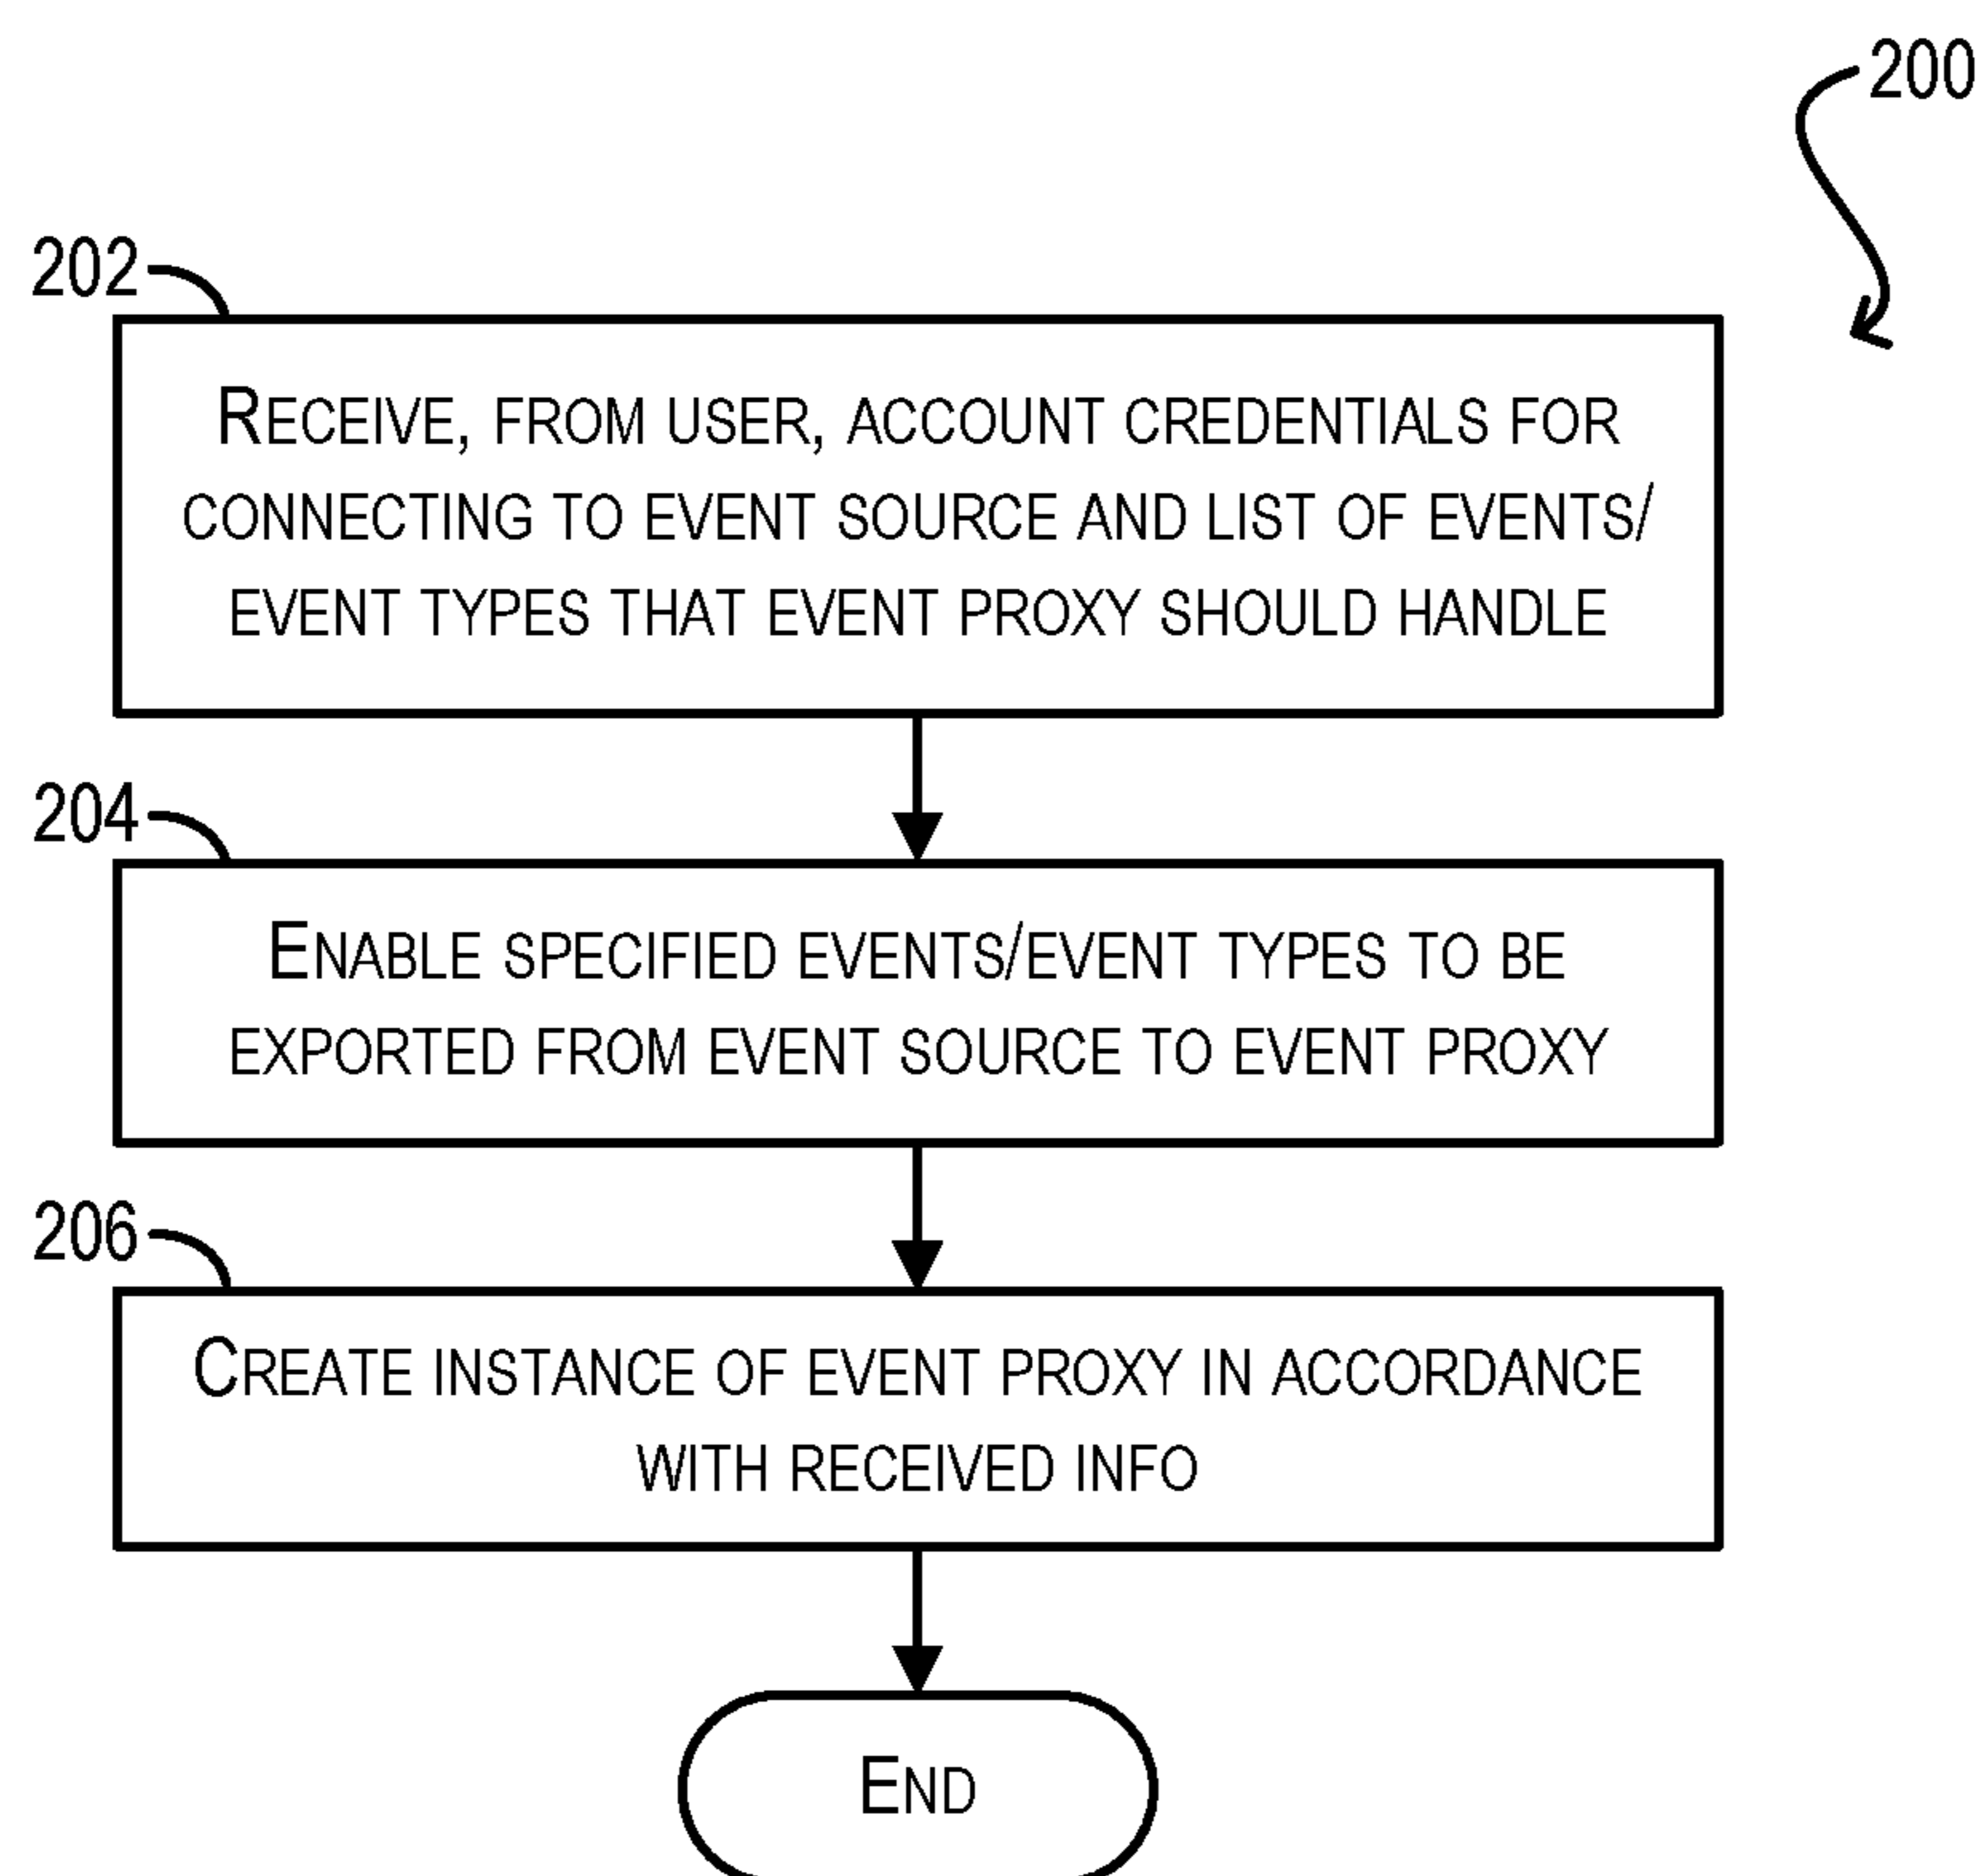 200
202
RECEIVE, FROM USER, ACCOUNT CREDENTIALS FOR
CONNECTING TO EVENT SOURCE AND LIST OF EVENTS/
EVENT TYPES THAT EVENT PROXY SHOULD HANDLE
204
ENABLE SPECIFIED EVENTS/EVENT TYPES TO BE
EXPORTED FROM EVENT SOURCE TO EVENT PROXY
206
CREATE INSTANCE OF EVENT PROXY IN ACCORDANCE
WITH RECEIVED INFO
END